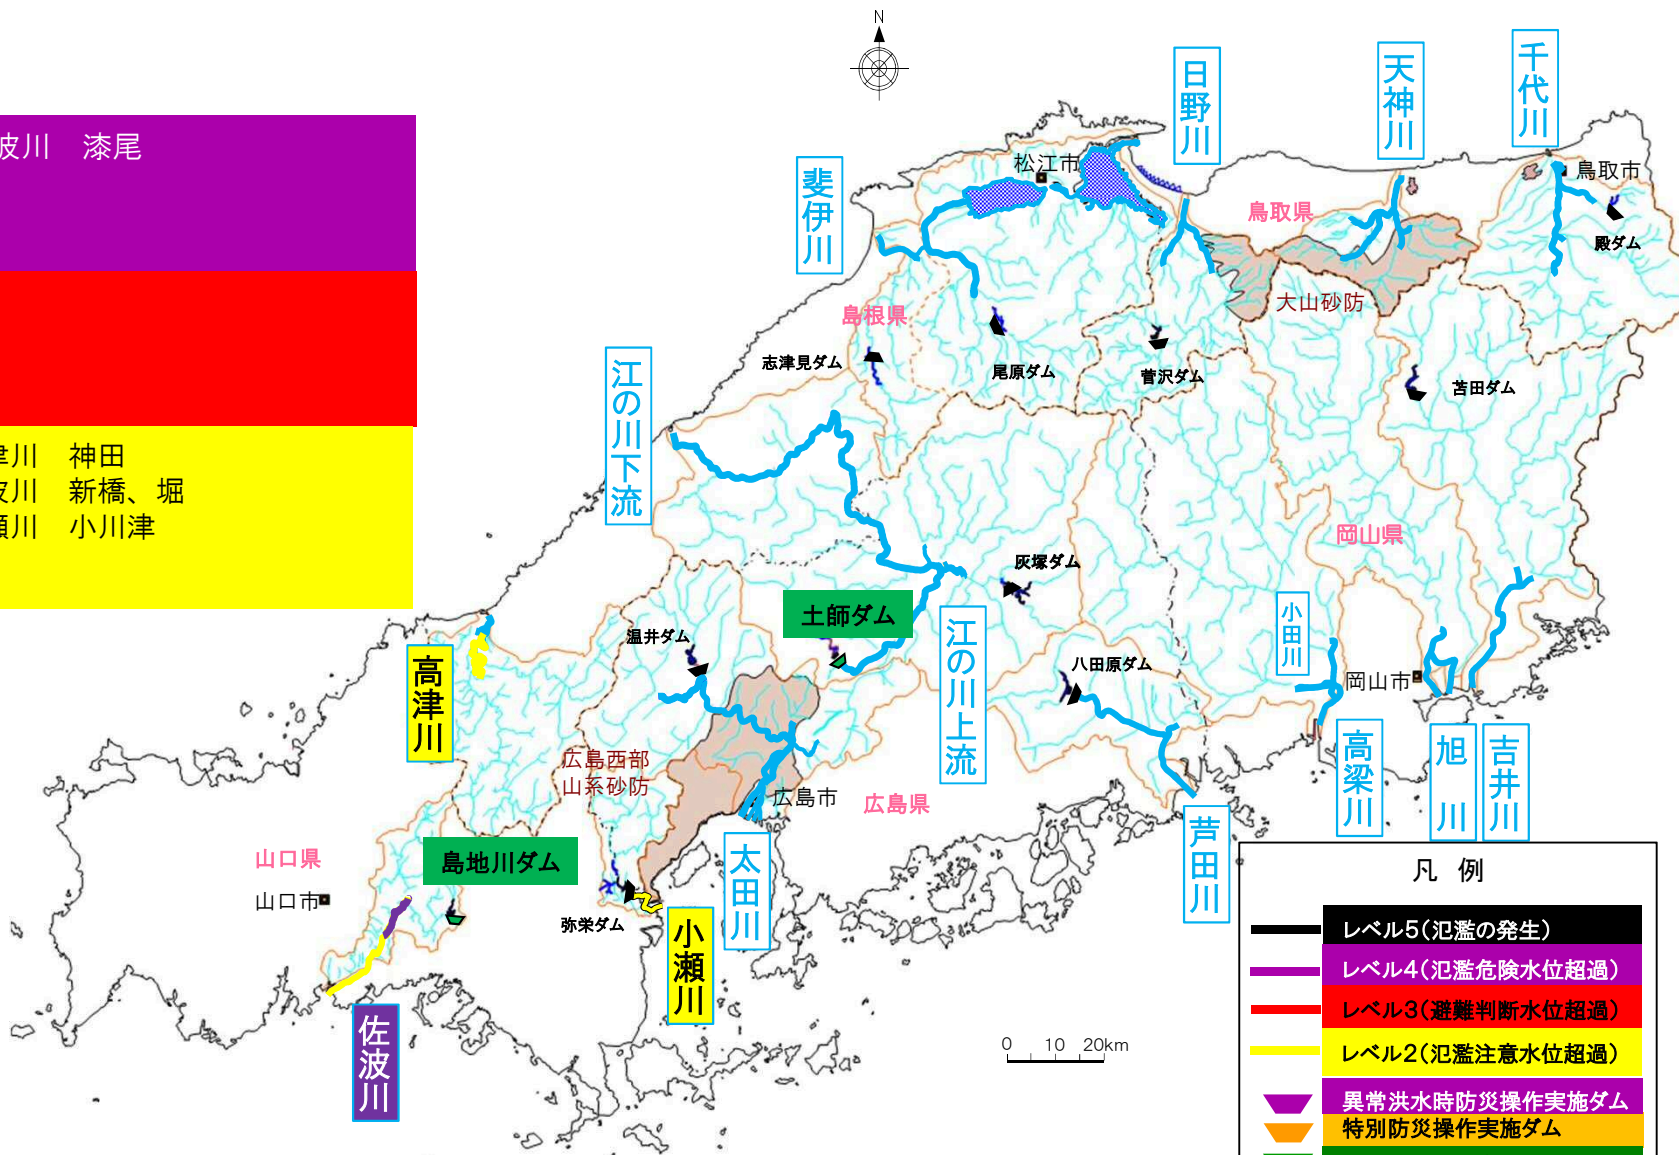 N
波川　漆尾
津川　神田
波川　新橋、堀
瀬川　小川津
日野川
天神川
千代川
斐伊川
松江市
鳥取市
鳥取県
殿ダム
大山砂防
島根県
志津見ダム
尾原ダム
菅沢ダム
苫田ダム
江の川下流
岡山県
灰塚ダム
土師ダム
温井ダム
小田川
江の川上流
八田原ダム
岡山市
高津川
広島西部
山系砂防
広島市
広島県
高梁川
旭川
吉井川
芦田川
太田川
山口県
山口市
島地川ダム
弥栄ダム
小瀬川
佐波川
0 10 20km
凡 例
レベル5(氾濫の発生)
レベル4(氾濫危険水位超過)
レベル3(避難判断水位超過)
レベル2(氾濫注意水位超過)
異常洪水時防災操作実施ダム
特別防災操作実施ダム